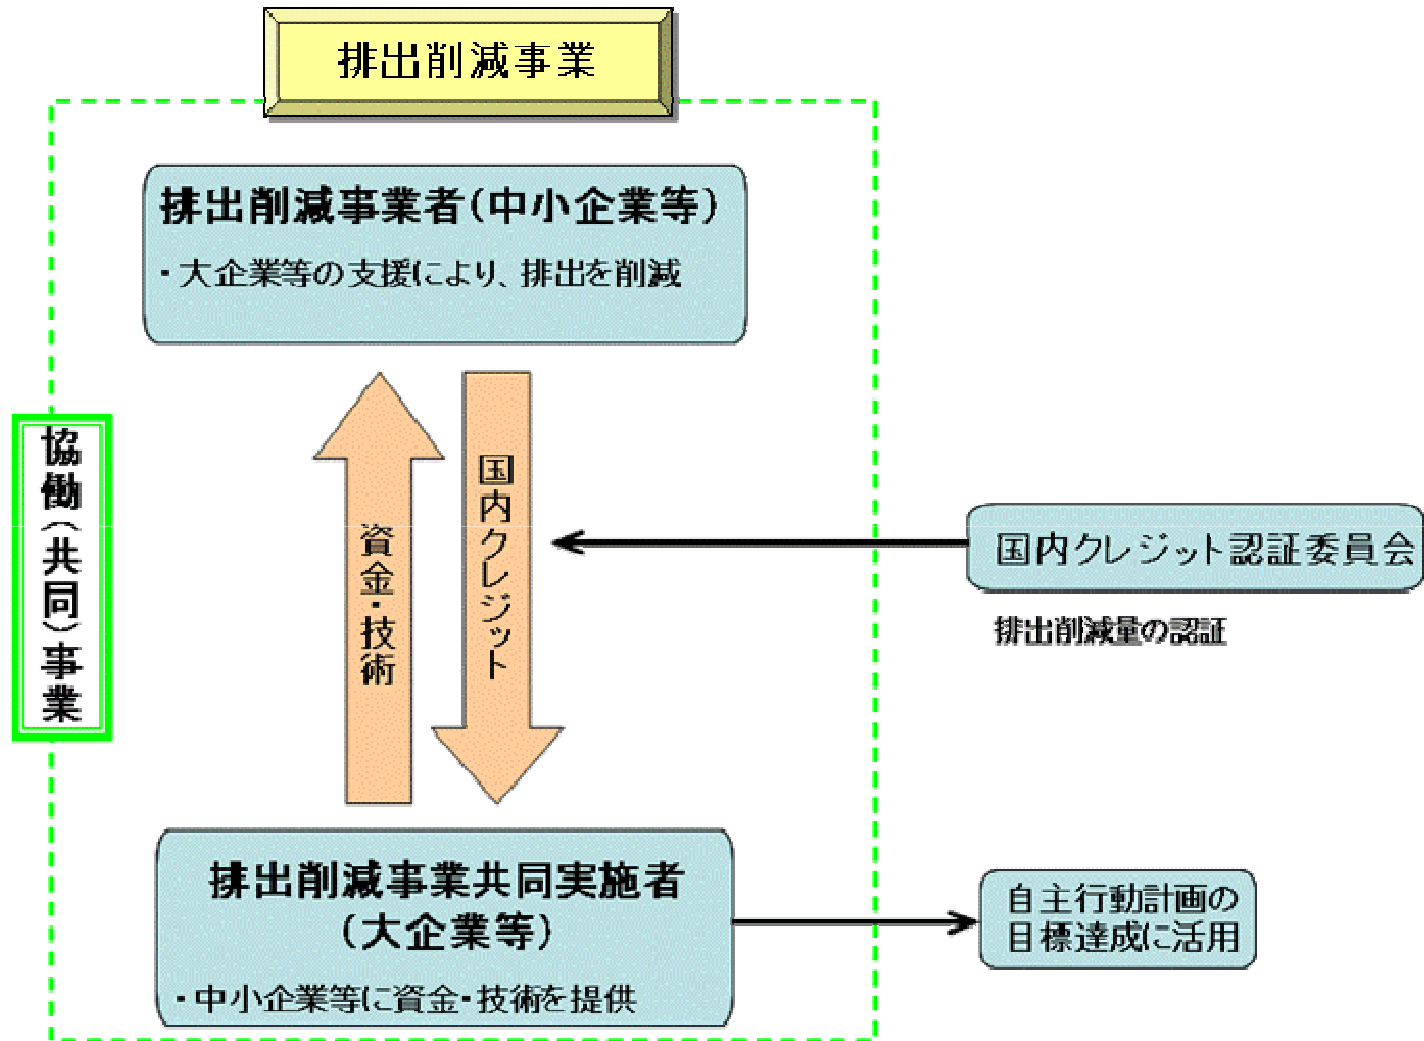 排出削減事業
排出削減事業者(中小企業等)
・大企業等の支援により、排出を削減
協働(共同)事業
資金・技術
国内クレジット
国内クレジット認証委員会
排出削減量の認証
排出削減事業共同実施者
(大企業等)
・中小企業等に資金・技術を提供
自主行動計画の
目標達成に活用